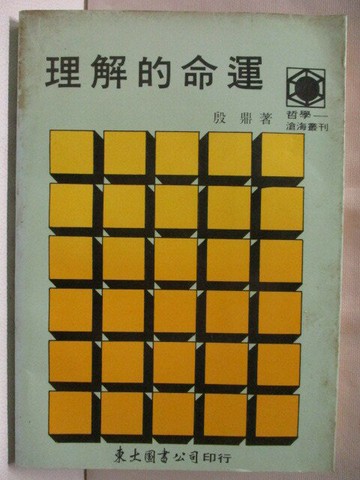 理解的命運
殷鼎著
哲學—
滄海叢刊
東土圖書公司印行